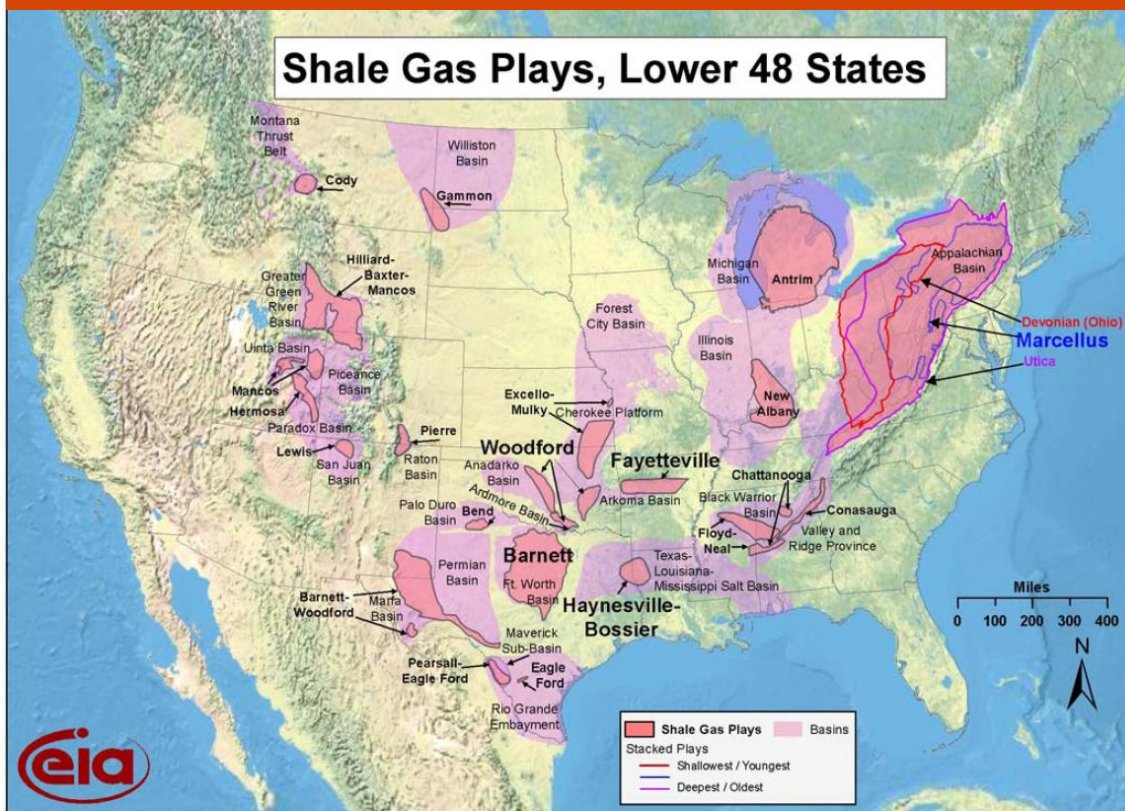 Shale Gas Plays, Lower 48 States
Montana
Thrust
Belt
Cody
Williston
Basin
Gammon
Hilliard-
Baxter-
Mancos
Greater
Green
River
Basin
Uinta Basin
Mancos
Piceance
Basin
Hermosa
Paradox Basin
Lewis
San Juan
Basin
Pierre
Raton
Basin
Michigan
Basin
Antrim
Appalachian
Basin
Devonian (Ohio)
Marcellus
Utica
Forest
City Basin
Illinois
Basin
New
Albany
Excello-
Mulky
Cherokee Platform
Woodford
Anadarko
Basin
Ardmore Basin
Arkoma Basin
Fayetteville
Palo Duro
Basin
Bend
Chattanooga
Black Warrior
Basin
Conasauga
Floyd-
Neal
Valley and
Ridge Province
Barnett
Ft. Worth
Basin
Permian
Basin
Barnett-
Woodford
Marfa
Basin
Texas-
Louisiana-
Mississippi Salt Basin
Haynesville-
Bossier
Maverick
Sub-Basin
Pearsall-
Eagle Ford
Eagle
Ford
Rio Grande
Embayment
Miles
0 100 200 300 400
N
Shale Gas Plays
Basins
Stacked Plays
Shallowest / Youngest
Deepest / Oldest
eia